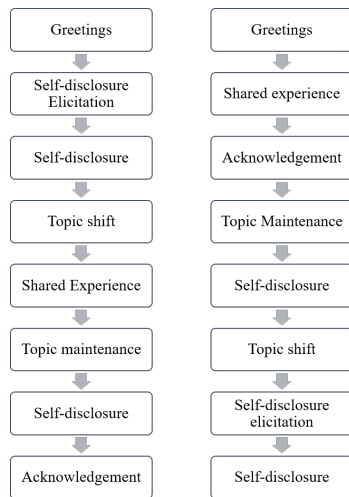 Greetings
Self-disclosure
Elicitation
Self-disclosure
Topic shift
Shared Experience
Topic maintenance
Self-disclosure
Acknowledgement
Greetings
Shared experience
Acknowledgement
Topic Maintenance
Self-disclosure
Topic shift
Self-disclosure
elicitation
Self-disclosure